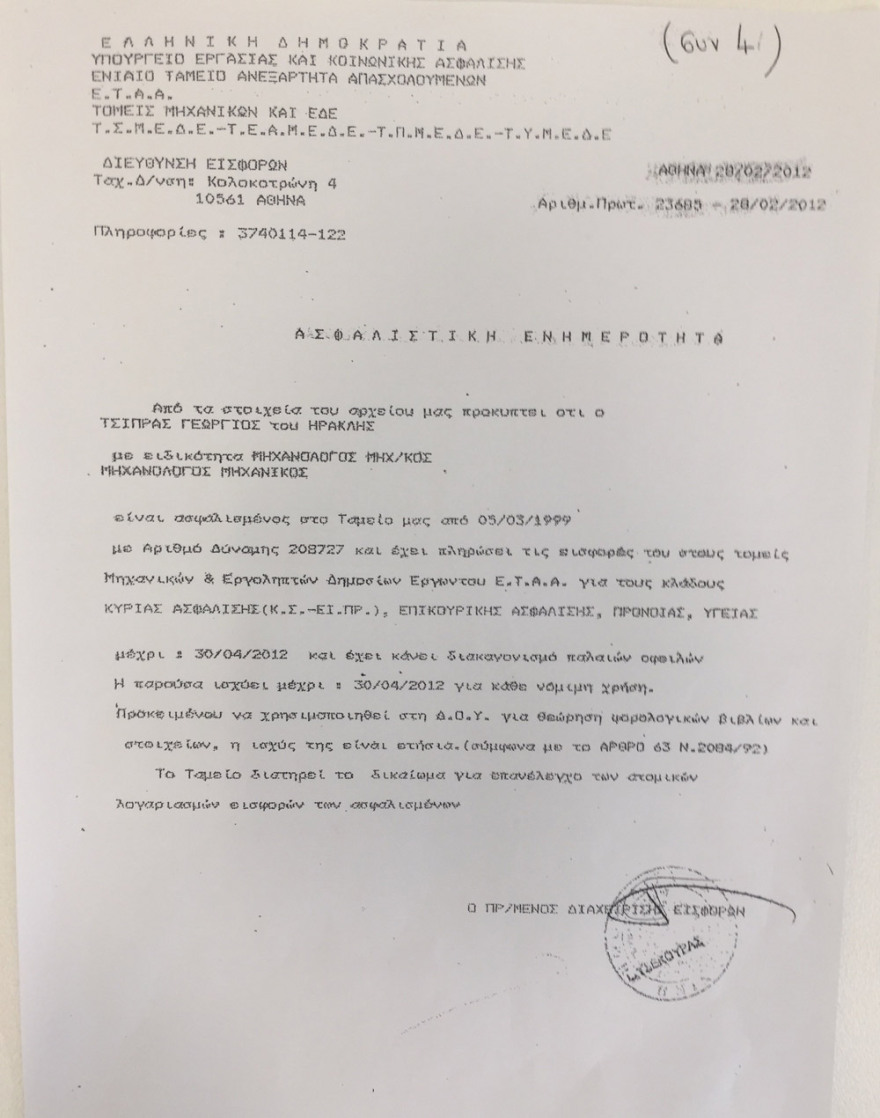 (συν 4)
ΕΛΛΗΝΙΚΗ ΔΗΜΟΚΡΑΤΙΑ
ΥΠΟΥΡΓΕΙΟ ΕΡΓΑΣΙΑΣ ΚΑΙ ΚΟΙΝΩΝΙΚΗΣ ΑΣΦΑΛΙΣΗΣ
ΕΝΙΑΙΟ ΤΑΜΕΙΟ ΑΝΕΞΑΡΤΗΤΑ ΑΠΑΣΧΟΛΟΥΜΕΝΩΝ
Ε.Τ.Α.Α.
ΤΟΜΕΙΣ ΜΗΧΑΝΙΚΩΝ ΚΑΙ ΕΔΕ
Τ.Σ.Μ.Ε.Δ.Ε.-Τ.Ε.Α.Μ.Ε.Δ.Ε.-Τ.Π.Μ.Ε.Δ.Ε.-Τ.Υ.Μ.Ε.Δ.Ε
ΔΙΕΥΘΥΝΣΗ ΕΙΣΦΟΡΩΝ
ΑΘΗΝΑ 28/02/2012
Ταχ.Δ/νση: Κολοκοτρώνη 4
10561 ΑΘΗΝΑ
Αριθμ.Πρωτ. 23685 - 28/02/2012
Πληροφορίες : 3740114-122
ΑΣΦΑΛΙΣΤΙΚΗ ΕΝΗΜΕΡΟΤΗΤΑ
Από τα στοιχεία του αρχείου μας προκυπτει οτι ο
ΤΣΙΠΡΑΣ ΓΕΩΡΓΙΟΣ του ΗΡΑΚΛΗΣ
με ειδικότητα ΜΗΧΑΝΟΛΟΓΟΣ ΜΗΧ/ΚΟΣ
ΜΗΧΑΝΟΛΟΓΟΣ ΜΗΧΑΝΙΚΟΣ
είναι ασφαλισμένος στο Ταμείο μας από 05/03/1999
με Αριθμό Δύναμης 208727 και έχει πληρώσει τις εισφορές του στους τομείς
Μηχανικών & Εργοληπτών Δημοσίων Εργωντου Ε.Τ.Α.Α. για τους κλάδους
ΚΥΡΙΑΣ ΑΣΦΑΛΙΣΗΣ(Κ.Σ.-ΕΙ.ΠΡ.), ΕΠΙΚΟΥΡΙΚΗΣ ΑΣΦΑΛΙΣΗΣ, ΠΡΟΝΟΙΑΣ, ΥΓΕΙΑΣ
μέχρι : 30/04/2012 και έχει κάνει διακανονισμό παλαιών οφειλών
Η παρούσα ισχύει μέχρι : 30/04/2012 για κάθε νόμιμη χρήση.
Προκειμένου να χρησιμοποιηθεί στη Δ.Ο.Υ. για θεώρηση φορολογικών βιβλίων και
στοιχείων, η ισχύς της είναι ετήσια.(σύμφωνα με το ΑΡΘΡΟ 63 Ν.2084/92)
Το Ταμείο διατηρεί το δικαίωμα για επανέλεγχο των ατομικών
λογαριασμών εισφορών των ασφαλισμένων
Ο ΠΡ/ΜΕΝΟΣ ΔΙΑΧΕΙΡΙΣΗΣ ΕΙΣΦΟΡΩΝ